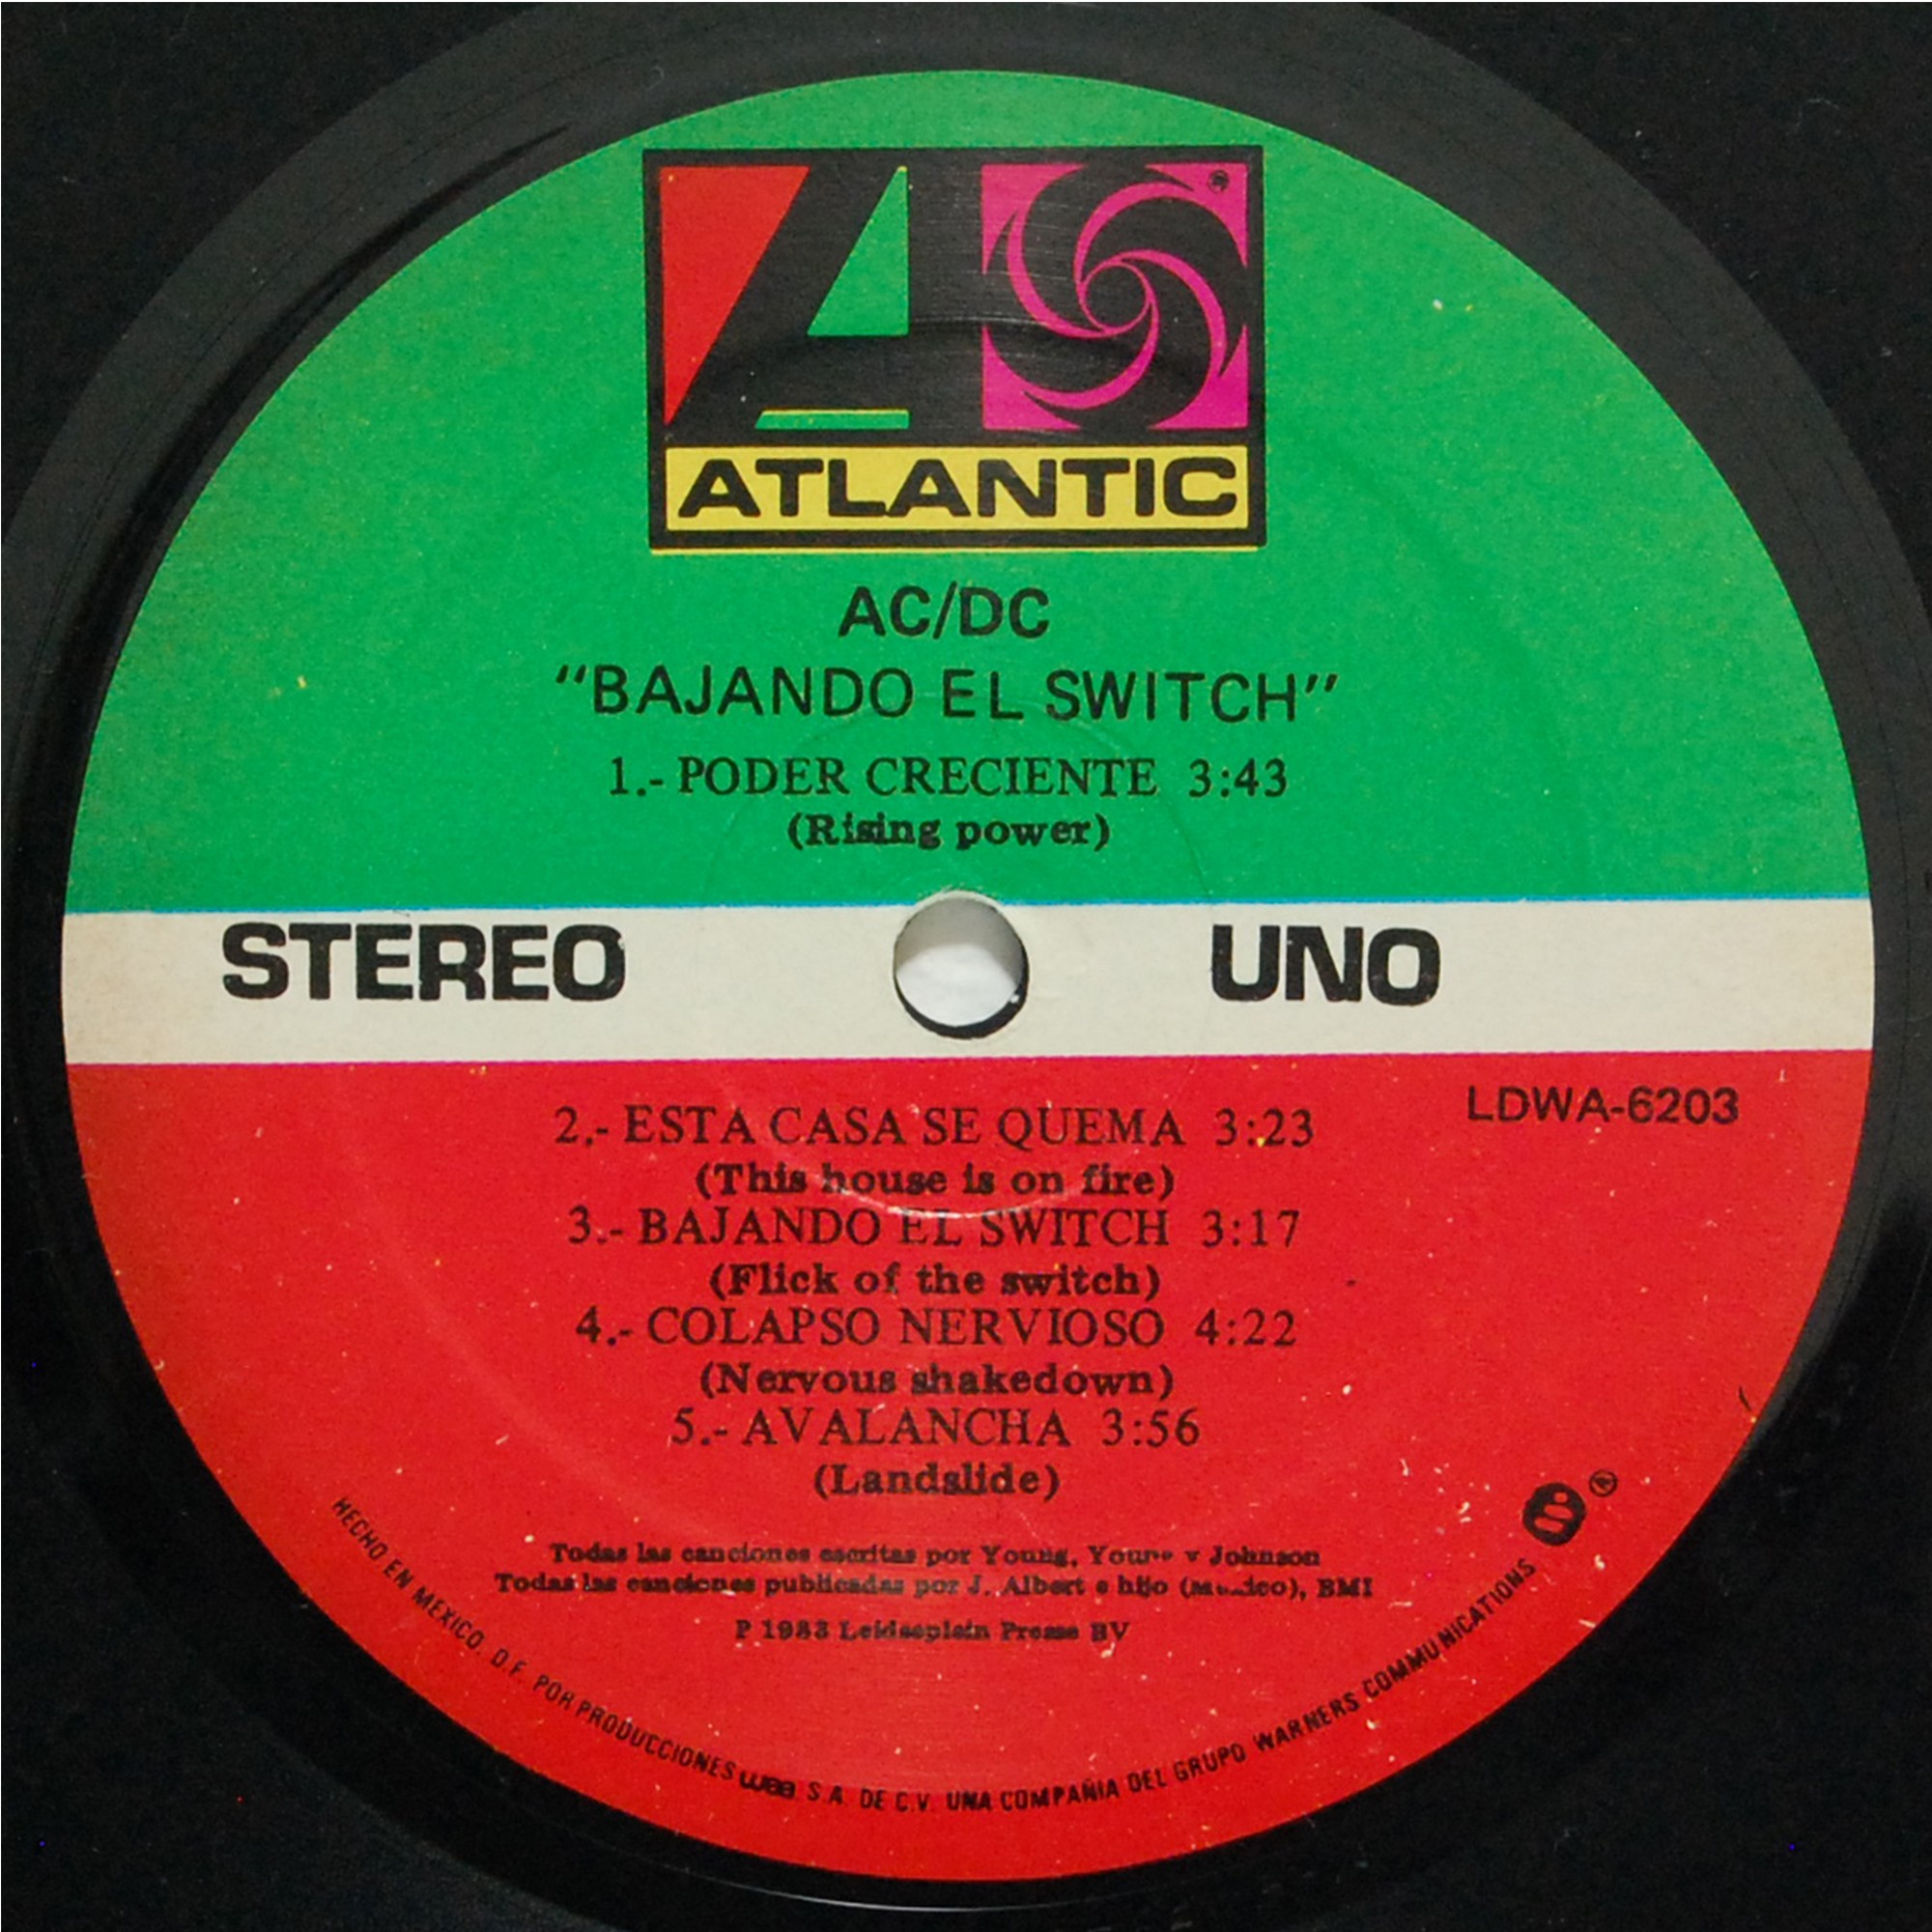 ATLANTIC
AC/DC
"BAJANDO EL SWITCH"
1.- PODER CRECIENTE 3:43
(Rising power)
STEREO UNO
LDWA-6203
2.- ESTA CASA SE QUEMA 3:23
(This house is on fire)
3.- BAJANDO EL SWITCH 3:17
(Flick of the switch)
4.- COLAPSO NERVIOSO 4:22
(Nervous shakedown)
5.- AVALANCHA 3:56
(Landslide)
Todas las canciones escritas por Young, Young y Johnson
Todas las canciones publicadas por J. Albert e hijo (Mexico), BMI
P 1983 Leidseplein Presse BV
HECHO EN MEXICO, D.F. POR PRODUCCIONES wea S.A. DE C.V. UNA COMPAÑIA DEL GRUPO WARNERS COMMUNICATIONS